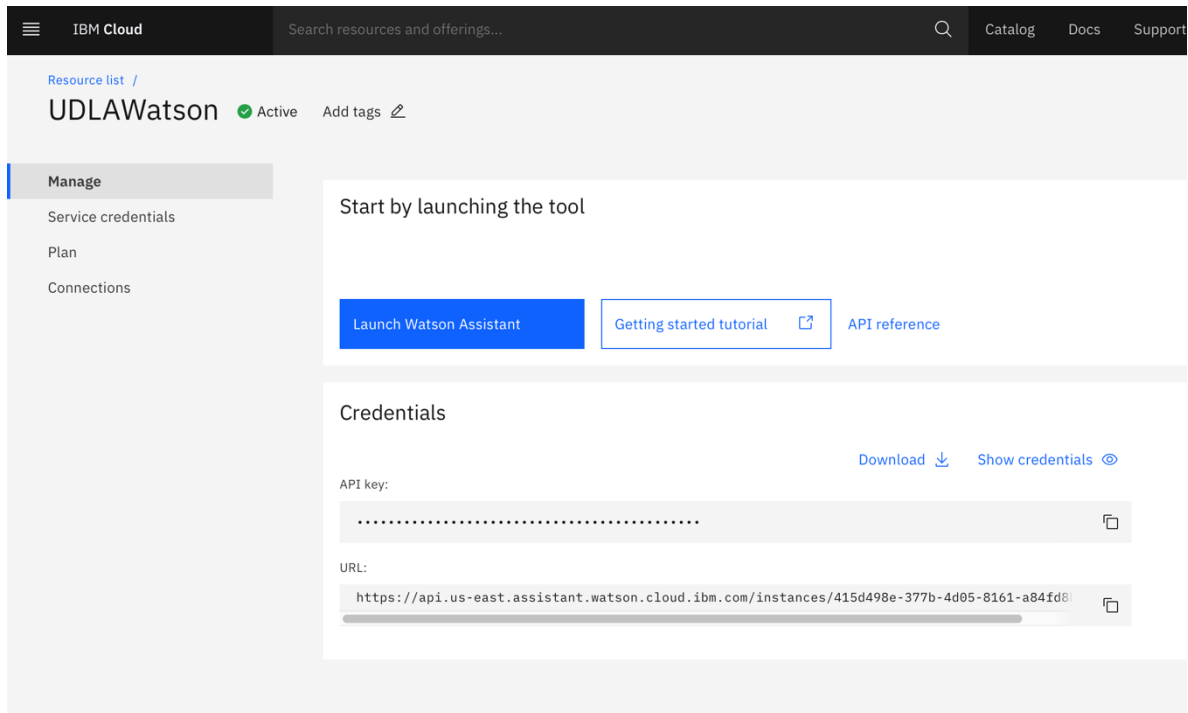 IBM Cloud Search resources and offerings... Catalog Docs Support
Resource list /
UDLAWatson Active Add tags
Manage
Service credentials
Plan
Connections
Start by launching the tool
Launch Watson Assistant Getting started tutorial API reference
Credentials
Download Show credentials
API key:
•••••••••••••••••••••••••••••••••••••••••••
URL:
https://api.us-east.assistant.watson.cloud.ibm.com/instances/415d498e-377b-4d05-8161-a84fd8